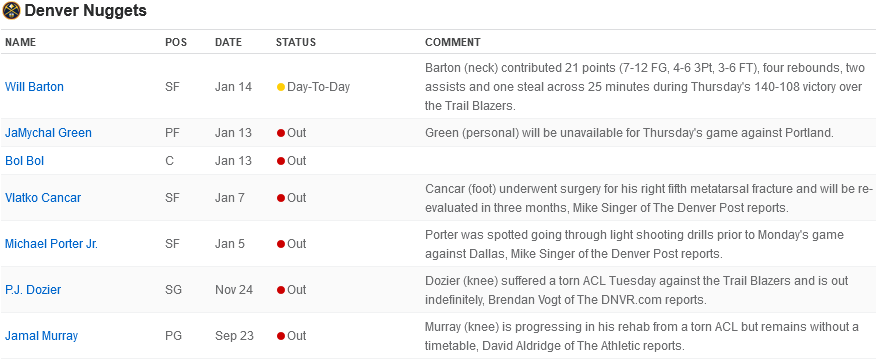 Denver Nuggets
NAME POS DATE STATUS COMMENT
Barton (neck) contributed 21 points (7-12 FG, 4-6 3Pt, 3-6 FT), four rebounds, two
Will Barton SF Jan 14 Day-To-Day assists and one steal across 25 minutes during Thursday's 140-108 victory over
the Trail Blazers.
JaMychal Green PF Jan 13 Out Green (personal) will be unavailable for Thursday's game against Portland.
Bol Bol C Jan 13 Out
Vlatko Cancar SF Jan 7 Out Cancar (foot) underwent surgery for his right fifth metatarsal fracture and will be re-
evaluated in three months, Mike Singer of The Denver Post reports.
Michael Porter Jr. SF Jan 5 Out Porter was spotted going through light shooting drills prior to Monday's game
against Dallas, Mike Singer of the Denver Post reports.
P.J. Dozier SG Nov 24 Out Dozier (knee) suffered a torn ACL Tuesday against the Trail Blazers and is out
indefinitely, Brendan Vogt of The DNVR.com reports.
Jamal Murray PG Sep 23 Out Murray (knee) is progressing in his rehab from a torn ACL but remains without a
timetable, David Aldridge of The Athletic reports.